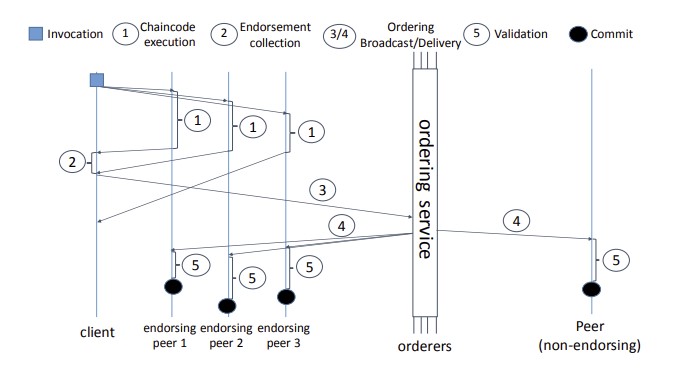 Invocation
1
Chaincode
execution
2
Endorsement
collection
3/4
Ordering
Broadcast/Delivery
5
Validation
Commit
1
1
1
2
3
4
4
5
5
5
5
ordering service
client
endorsing
peer 1
endorsing
peer 2
endorsing
peer 3
orderers
Peer
(non-endorsing)